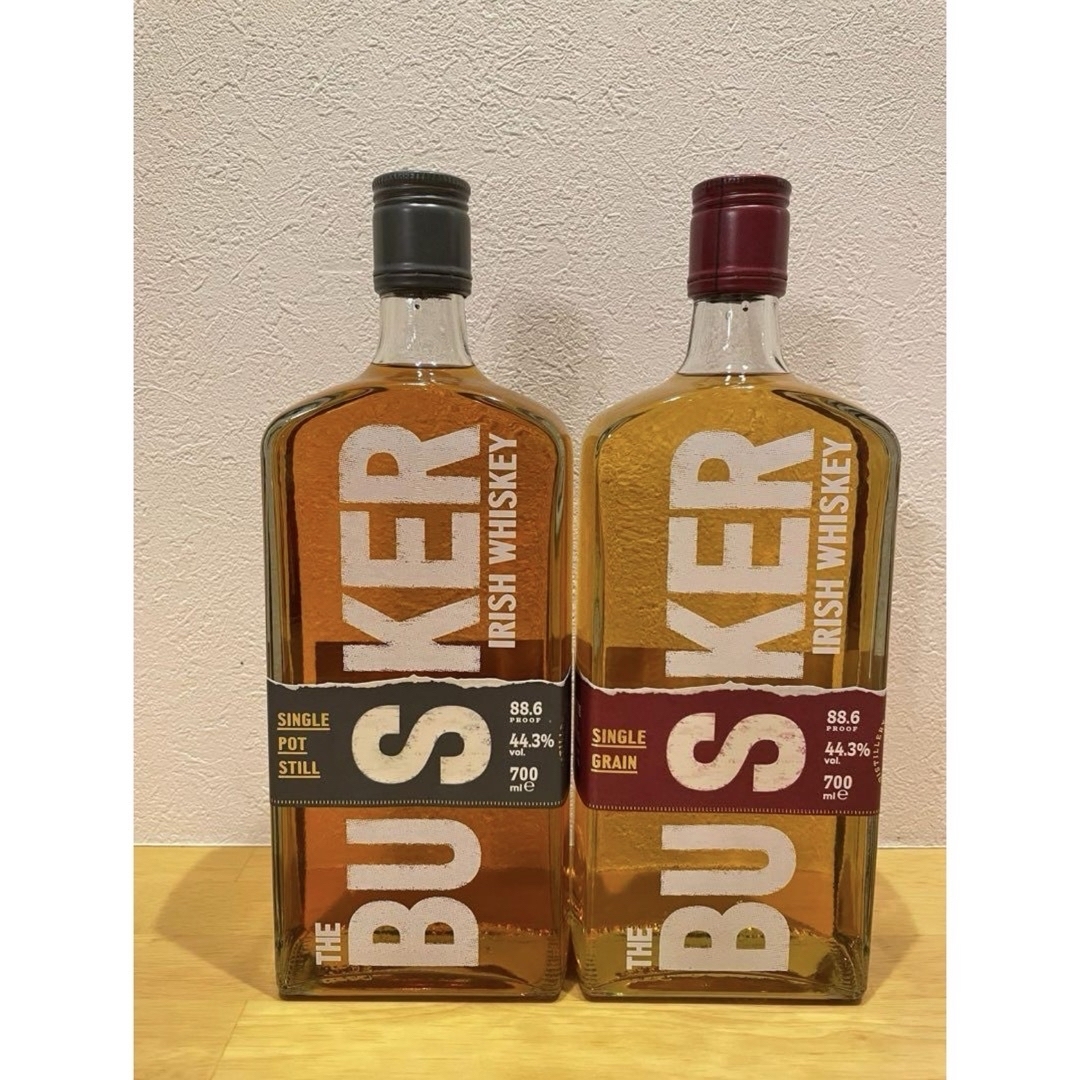 THE BUSKER
IRISH WHISKEY
SINGLE
POT
STILL
88.6
PROOF
44.3%
vol.
700
ml e
THE BUSKER
IRISH WHISKEY
SINGLE
GRAIN
88.6
PROOF
44.3%
vol.
700
ml e
DISTILLERY